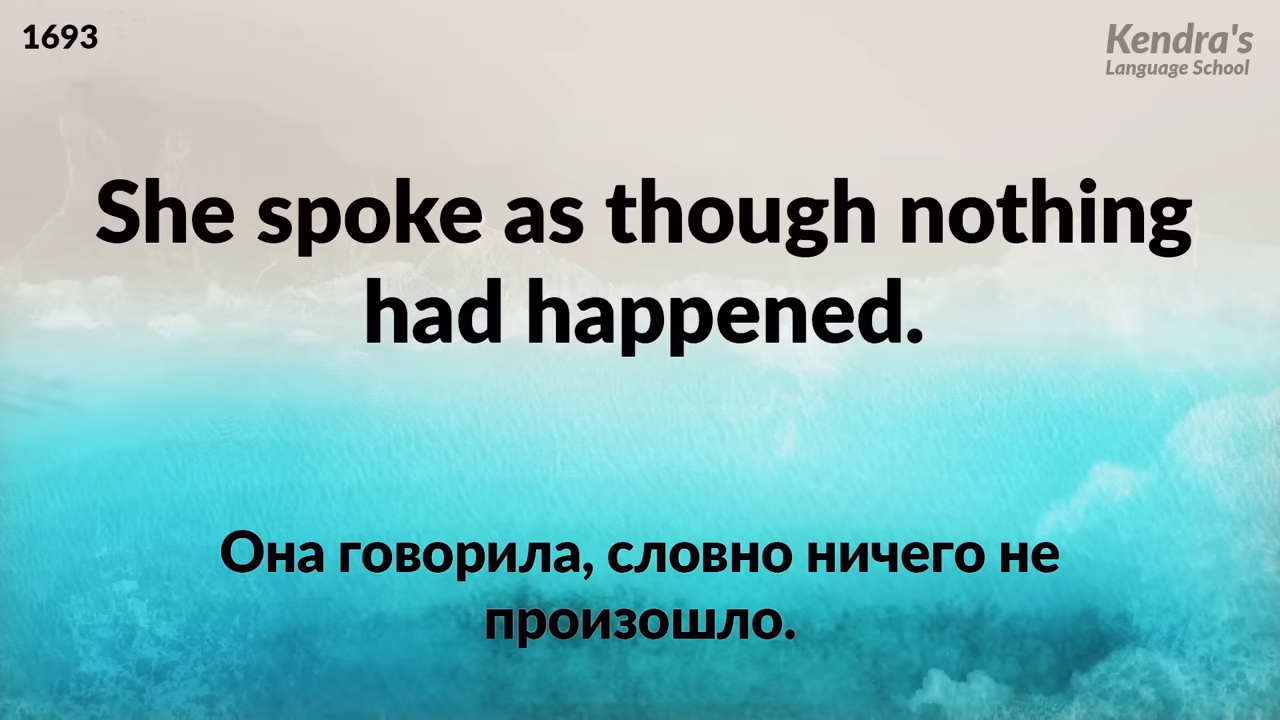 1693
Kendra's
Language School
She spoke as though nothing
had happened.
Она говорила, словно ничего не
произошло.